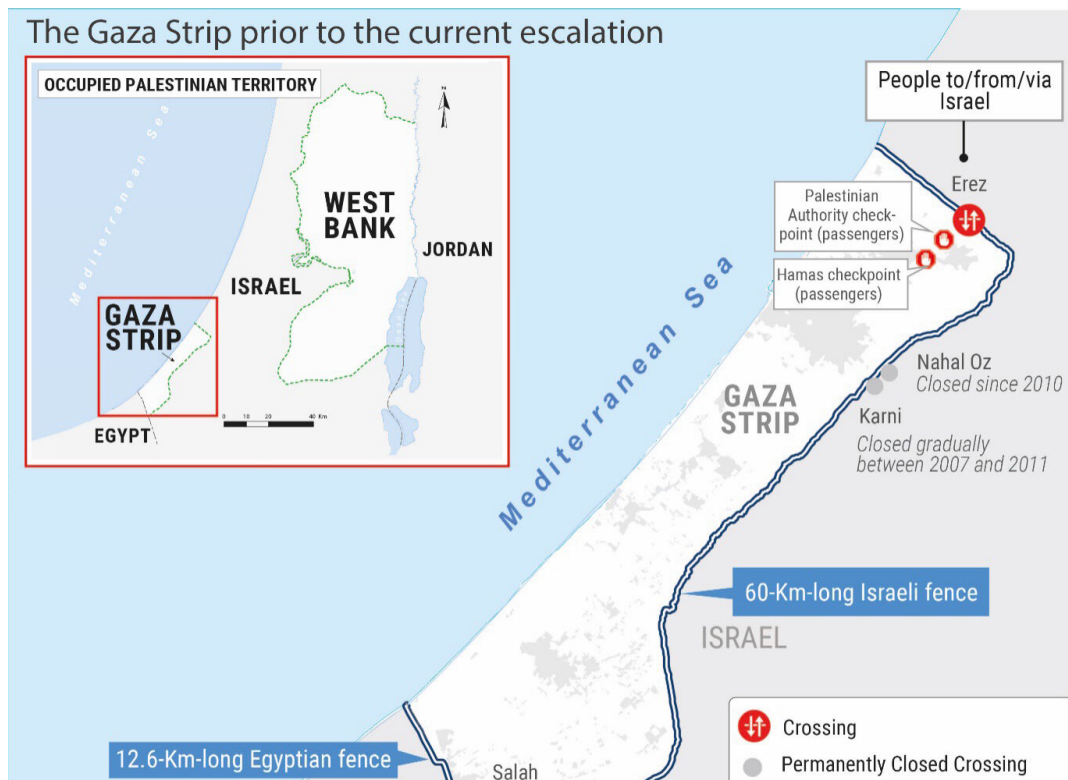 The Gaza Strip prior to the current escalation
OCCUPIED PALESTINIAN TERRITORY
N
Mediterranean Sea
WEST
BANK
JORDAN
ISRAEL
GAZA
STRIP
0 10 20 40 Km
EGYPT
People to/from/via
Israel
Erez
Palestinian
Authority check-
point (passengers)
Hamas checkpoint
(passengers)
Mediterranean Sea
Nahal Oz
Closed since 2010
GAZA
STRIP
Karni
Closed gradually
between 2007 and 2011
60-Km-long Israeli fence
ISRAEL
12.6-Km-long Egyptian fence
Salah
Crossing
Permanently Closed Crossing